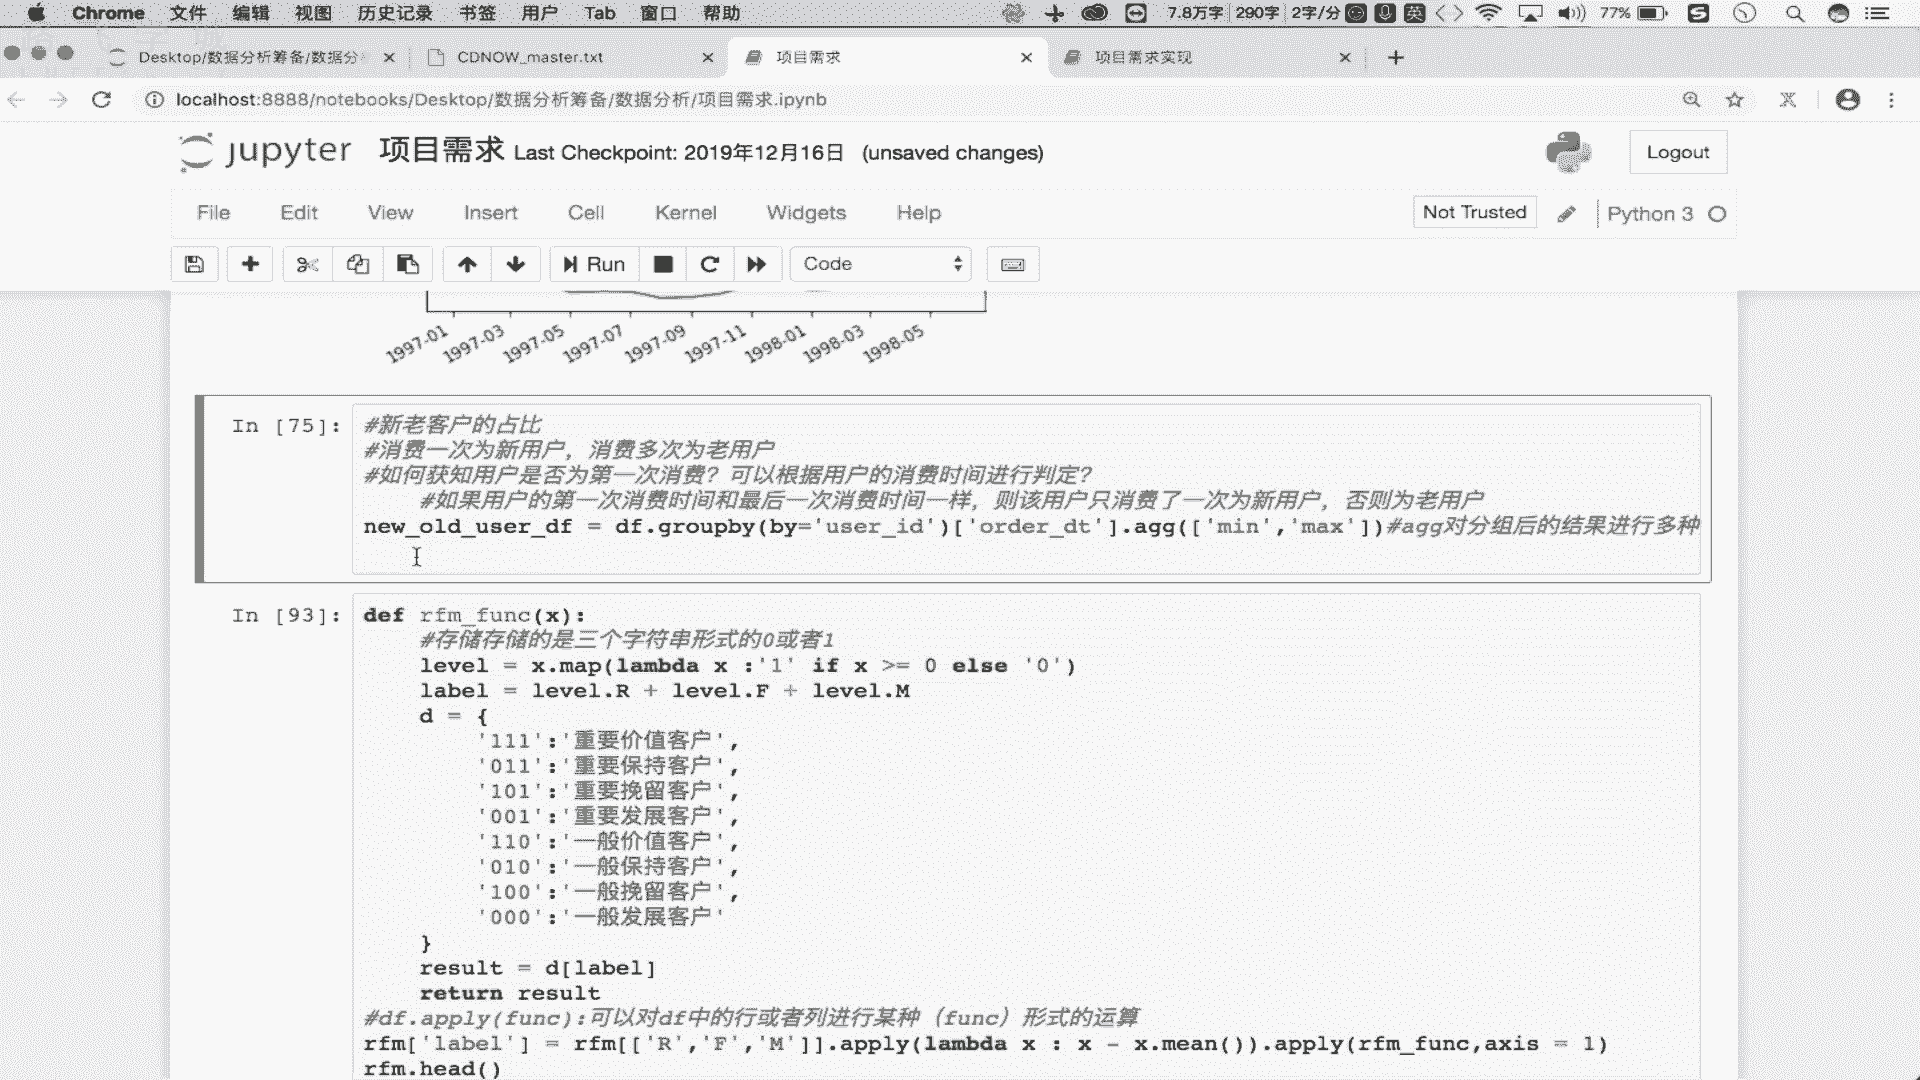 Chrome 文件 编辑 视图 历史记录 书签 用户 Tab 窗口 帮助 7.8万字 290字 2字/分 英 77%
Desktop/数据分析筹备/数据分 CDNOW_master.txt 项目需求 项目需求实现
localhost:8888/notebooks/Desktop/数据分析筹备/数据分析/项目需求.ipynb
jupyter 项目需求 Last Checkpoint: 2019年12月16日 (unsaved changes) Logout
File Edit View Insert Cell Kernel Widgets Help Not Trusted Python 3
Run Code
1997-01 1997-03 1997-05 1997-07 1997-09 1997-11 1998-01 1998-03 1998-05
In [75]: #新老客户的占比
#消费一次为新用户，消费多次为老用户
#如何获知用户是否为第一次消费？可以根据用户的消费时间进行判定？
#如果用户的第一次消费时间和最后一次消费时间一样，则该用户只消费了一次为新用户，否则为老用户
new_old_user_df = df.groupby(by='user_id')['order_dt'].agg(['min','max'])#agg对分组后的结果进行多种
In [93]: def rfm_func(x):
#存储存储的是三个字符串形式的0或者1
level = x.map(lambda x :'1' if x >= 0 else '0')
label = level.R + level.F + level.M
d = {
'111':'重要价值客户',
'011':'重要保持客户',
'101':'重要挽留客户',
'001':'重要发展客户',
'110':'一般价值客户',
'010':'一般保持客户',
'100':'一般挽留客户',
'000':'一般发展客户'
}
result = d[label]
return result
#df.apply(func):可以对df中的行或者列进行某种（func）形式的运算
rfm['label'] = rfm[['R','F','M']].apply(lambda x : x - x.mean()).apply(rfm_func,axis = 1)
rfm.head()